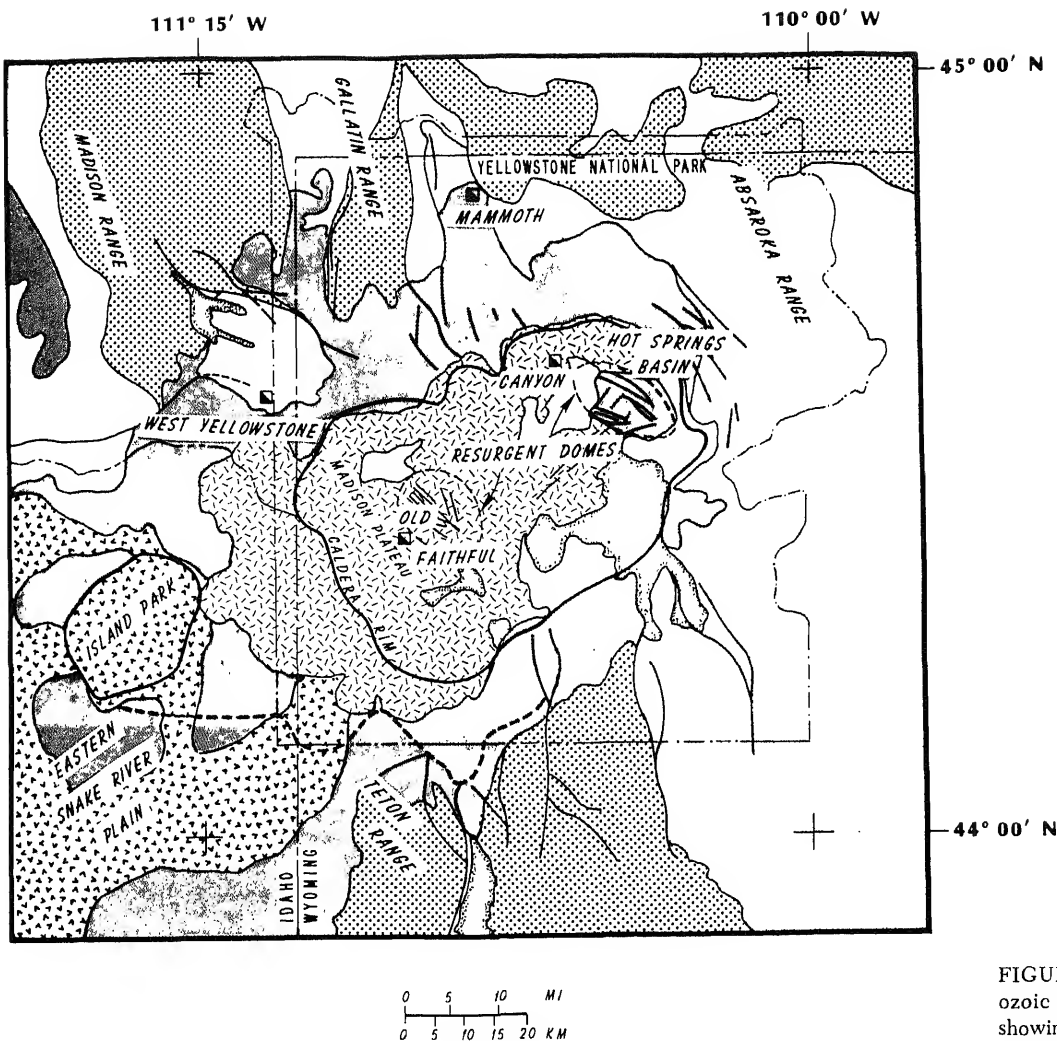 111° 15' W
110° 00' W
45° 00' N
MADISON RANGE
GALLATIN RANGE
YELLOWSTONE NATIONAL PARK
MAMMOTH
ABSAROKA RANGE
HOT SPRINGS
BASIN
CANYON
WEST YELLOWSTONE
RESURGENT DOMES
MADISON PLATEAU
OLD
FAITHFUL
CALDERA RIM
ISLAND PARK
EASTERN
SNAKE RIVER
PLAIN
TETON RANGE
44° 00' N
IDAHO
WYOMING
0 5 10 MI
0 5 10 15 20 KM
FIGU
ozoic
showin